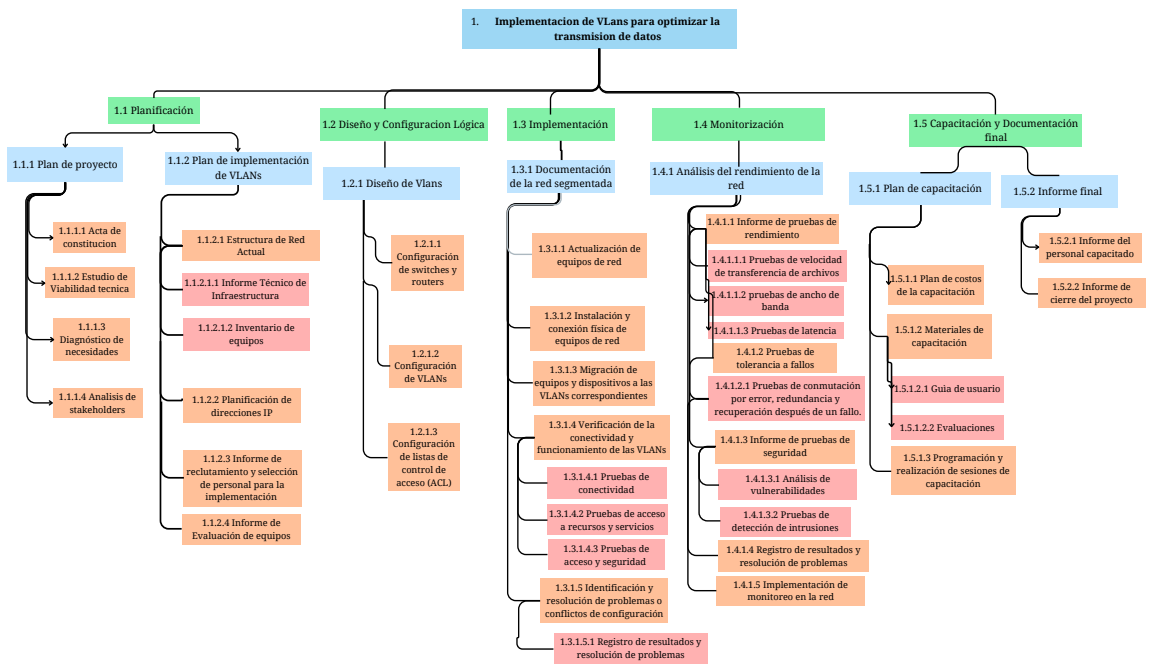 1. Implementacion de VLans para optimizar la
transmision de datos
1.1 Planificación
1.1.1 Plan de proyecto
1.1.1.1 Acta de
constitucion
1.1.1.2 Estudio de
Viabilidad tecnica
1.1.1.3
Diagnóstico de
necesidades
1.1.1.4 Analisis de
stakeholders
1.1.2 Plan de implementación
de VLANs
1.1.2.1 Estructura de Red
Actual
1.1.2.1.1 Informe Técnico de
Infraestructura
1.1.2.1.2 Inventario de
equipos
1.1.2.2 Planificación de
direcciones IP
1.1.2.3 Informe de
reclutamiento y selección
de personal para la
implementación
1.1.2.4 Informe de
Evaluación de equipos
1.2 Diseño y Configuracion Lógica
1.2.1 Diseño de Vlans
1.2.1.1
Configuración
de switches y
routers
1.2.1.2
Configuración
de VLANs
1.2.1.3
Configuración
de listas de
control de
acceso (ACL)
1.3 Implementación
1.3.1 Documentación
de la red segmentada
1.3.1.1 Actualización de
equipos de red
1.3.1.2 Instalación y
conexión física de
equipos de red
1.3.1.3 Migración de
equipos y dispositivos a las
VLANs correspondientes
1.3.1.4 Verificación de la
conectividad y
funcionamiento de las VLANs
1.3.1.4.1 Pruebas de
conectividad
1.3.1.4.2 Pruebas de acceso
a recursos y servicios
1.3.1.4.3 Pruebas de
acceso y seguridad
1.3.1.5 Identificación y
resolución de problemas o
conflictos de configuración
1.3.1.5.1 Registro de resultados y
resolución de problemas
1.4 Monitorización
1.4.1 Análisis del rendimiento de la
red
1.4.1.1 Informe de pruebas de
rendimiento
1.4.1.1.1 Pruebas de velocidad
de transferencia de archivos
1.4.1.1.2 pruebas de ancho de
banda
1.4.1.1.3 Pruebas de latencia
1.4.1.2 Pruebas de
tolerancia a fallos
1.4.1.2.1 Pruebas de conmutación
por error, redundancia y
recuperación después de un fallo.
1.4.1.3 Informe de pruebas de
seguridad
1.4.1.3.1 Análisis de
vulnerabilidades
1.4.1.3.2 Pruebas de
detección de intrusiones
1.4.1.4 Registro de resultados y
resolución de problemas
1.4.1.5 Implementación de
monitoreo en la red
1.5 Capacitación y Documentación
final
1.5.1 Plan de capacitación
1.5.1.1 Plan de costos
de la capacitación
1.5.1.2 Materiales de
capacitación
1.5.1.2.1 Guia de usuario
1.5.1.2.2 Evaluaciones
1.5.1.3 Programación y
realización de sesiones de
capacitación
1.5.2 Informe final
1.5.2.1 Informe del
personal capacitado
1.5.2.2 Informe de
cierre del proyecto